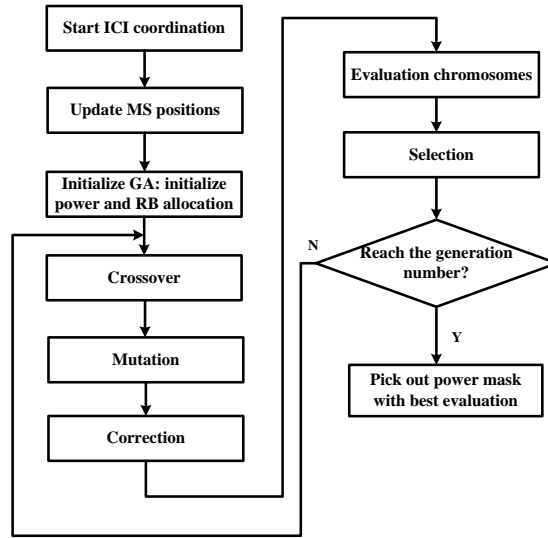 Start ICI coordination
Update MS positions
Initialize GA: initialize
power and RB allocation
Crossover
Mutation
Correction
Evaluation chromosomes
Selection
Reach the generation
number?
N
Y
Pick out power mask
with best evaluation